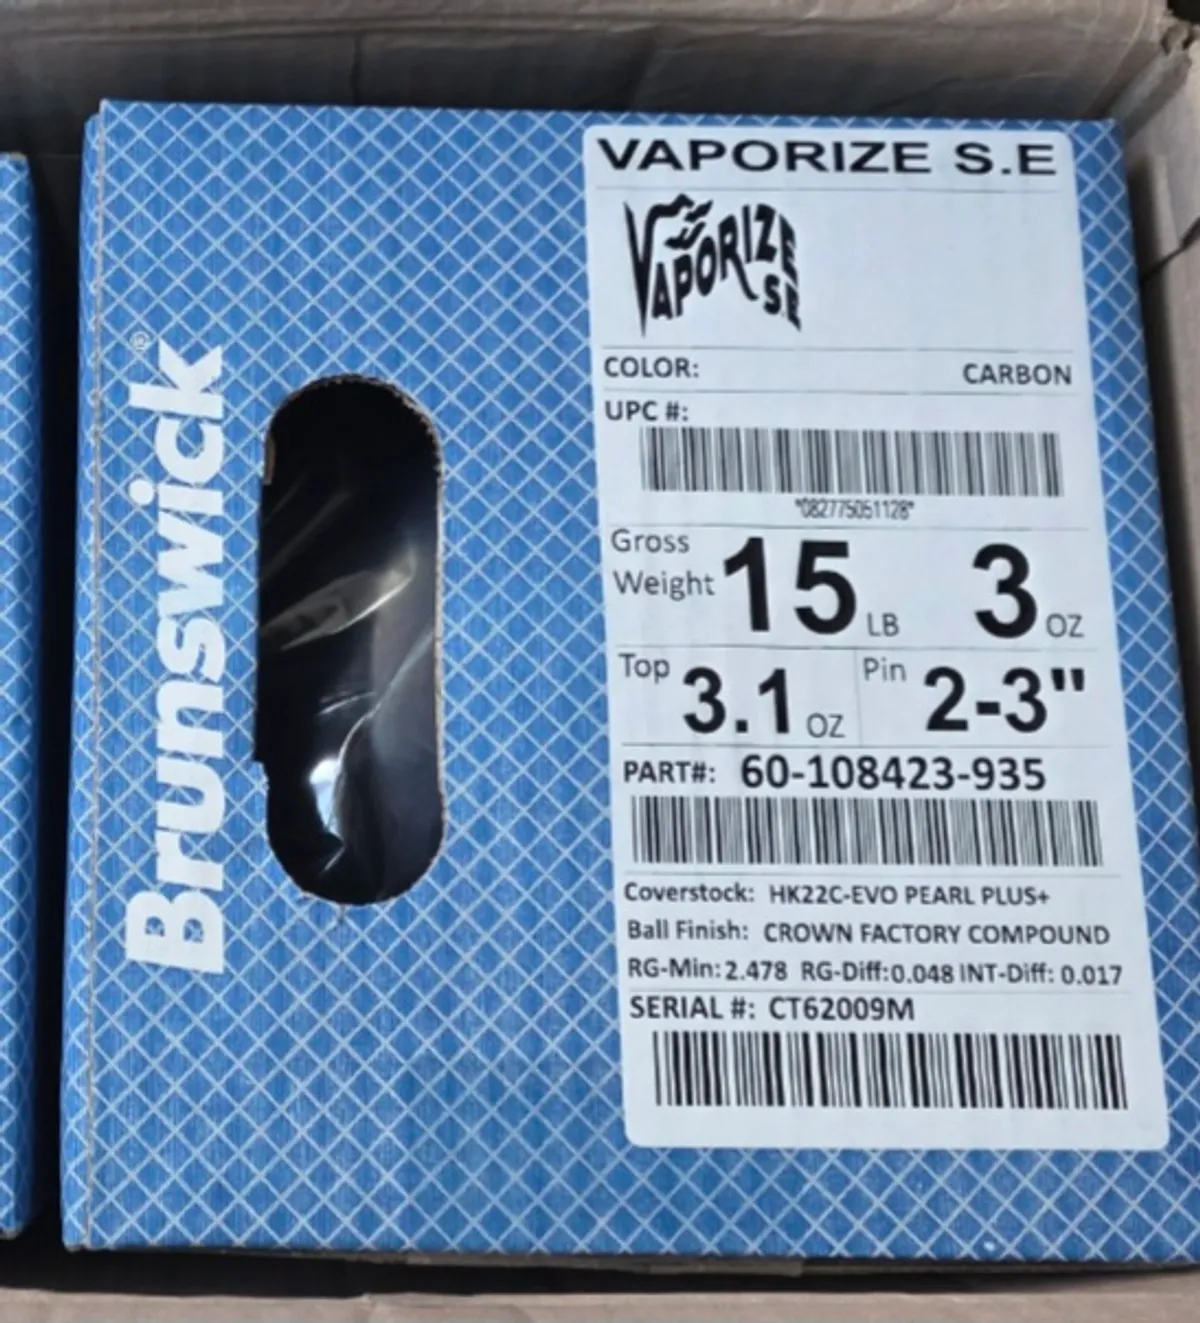 Brunswick®
VAPORIZE S.E
VAPORIZE
SE
COLOR: CARBON
UPC #:
*082775051128*
Gross
Weight 15 LB 3 OZ
Top 3.1 OZ Pin 2-3"
PART#: 60-108423-935
Coverstock: HK22C-EVO PEARL PLUS+
Ball Finish: CROWN FACTORY COMPOUND
RG-Min: 2.478 RG-Diff: 0.048 INT-Diff: 0.017
SERIAL #: CT62009M